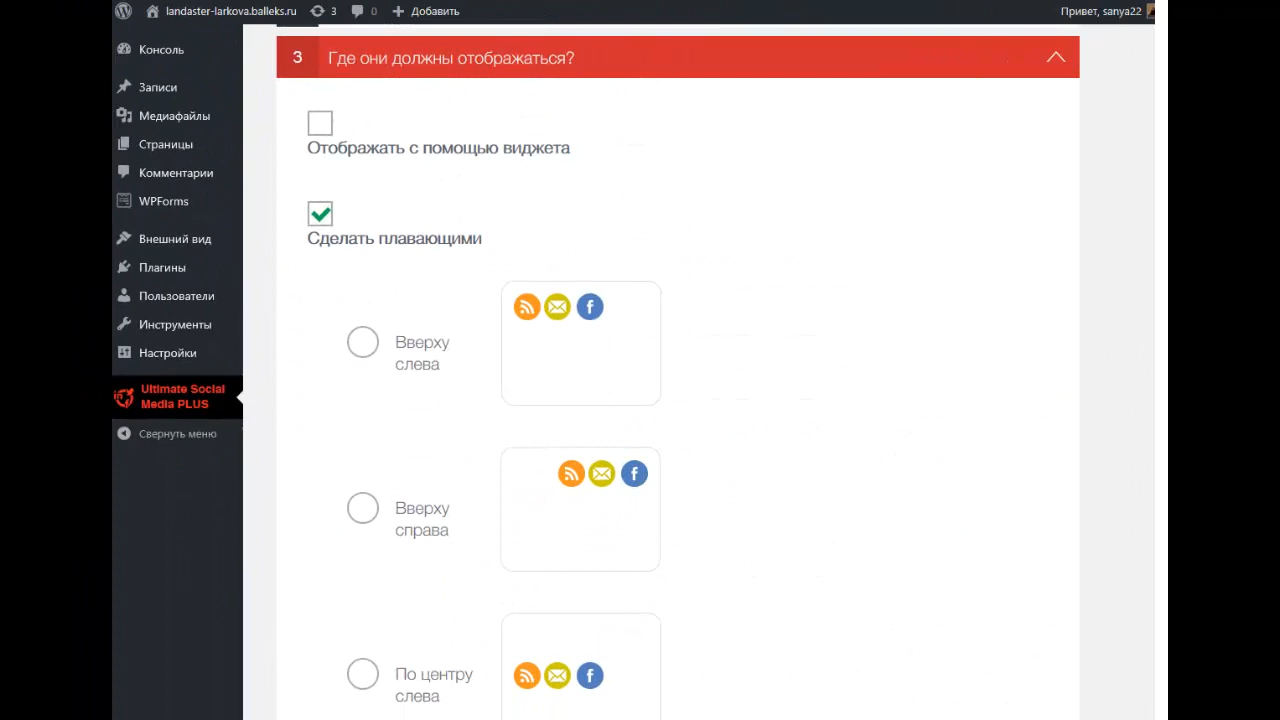 landaster-larkova.balleks.ru 3 0 Добавить Привет, sanya22
Консоль
Записи
Медиафайлы
Страницы
Комментарии
WPForms
Внешний вид
Плагины
Пользователи
Инструменты
Настройки
Ultimate Social
Media PLUS
Свернуть меню
3 Где они должны отображаться?
Отображать с помощью виджета
Сделать плавающими
Вверху
слева
Вверху
справа
По центру
слева